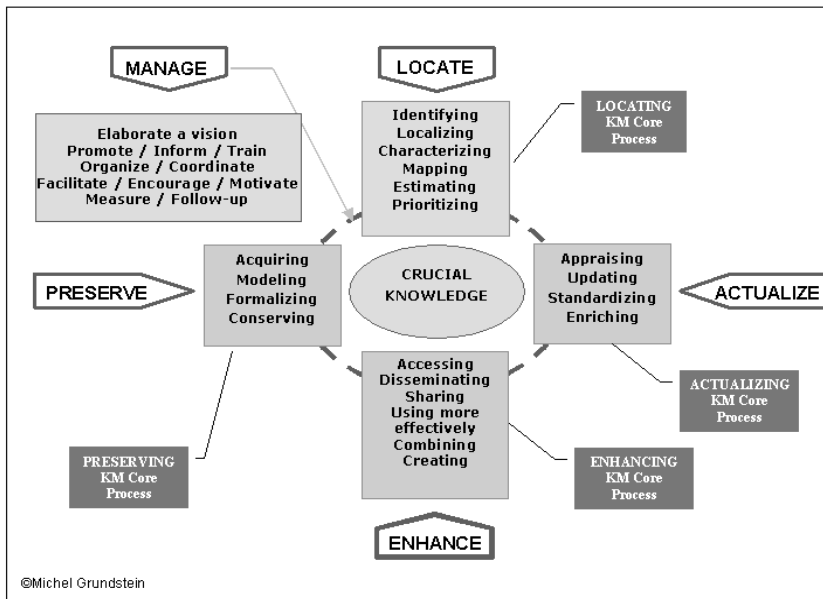 MANAGE
LOCATE
Elaborate a vision
Promote / Inform / Train
Organize / Coordinate
Facilitate / Encourage / Motivate
Measure / Follow-up
Identifying
Localizing
Characterizing
Mapping
Estimating
Prioritizing
LOCATING
KM Core
Process
PRESERVE
Acquiring
Modeling
Formalizing
Conserving
CRUCIAL
KNOWLEDGE
Appraising
Updating
Standardizing
Enriching
ACTUALIZE
Accessing
Disseminating
Sharing
Using more
effectively
Combining
Creating
ACTUALIZING
KM Core
Process
PRESERVING
KM Core
Process
ENHANCING
KM Core
Process
ENHANCE
©Michel Grundstein